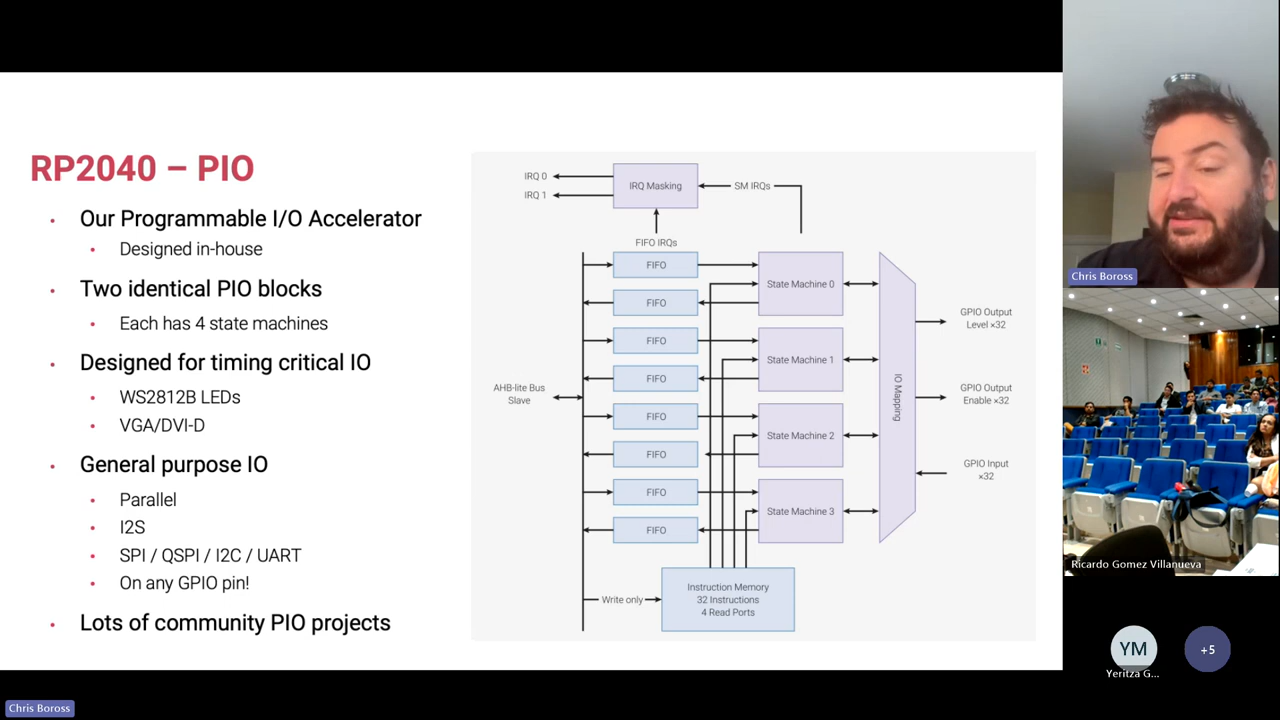 RP2040 – PIO
• Our Programmable I/O Accelerator
• Designed in-house
• Two identical PIO blocks
• Each has 4 state machines
• Designed for timing critical IO
• WS2812B LEDs
• VGA/DVI-D
• General purpose IO
• Parallel
• I2S
• SPI / QSPI / I2C / UART
• On any GPIO pin!
• Lots of community PIO projects
IRQ 0
IRQ 1
IRQ Masking
SM IRQs
FIFO IRQs
FIFO
FIFO
FIFO
FIFO
FIFO
FIFO
FIFO
FIFO
State Machine 0
State Machine 1
State Machine 2
State Machine 3
AHB-lite Bus
Slave
IO Mapping
GPIO Output
Level ×32
GPIO Output
Enable ×32
GPIO Input
×32
Write only
Instruction Memory
32 Instructions
4 Read Ports
Chris Boross
Ricardo Gomez Villanueva
YM
Yeritza G...
+5
Chris Boross